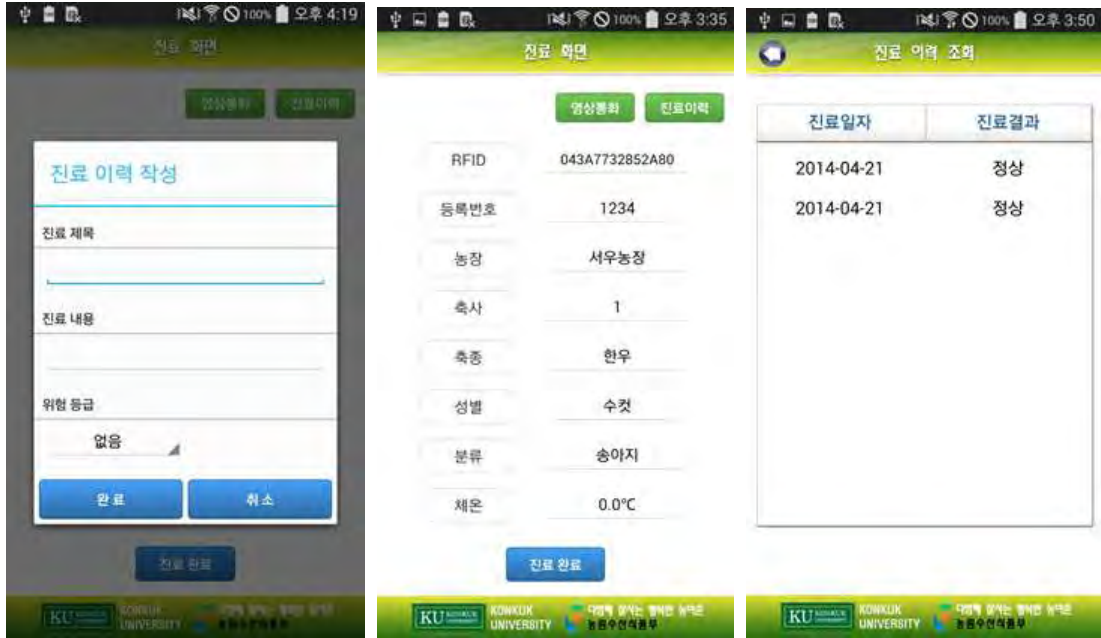 100% 오후 4:19
진료 화면
영상통화 진료이력
진료 이력 작성
진료 제목
진료 내용
위험 등급
없음
완료 취소
진료 완료
KU KONKUK UNIVERSITY
100% 오후 3:35
진료 화면
영상통화 진료이력
RFID 043A7732852A80
등록번호 1234
농장 서우농장
축사 1
축종 한우
성별 수컷
분류 송아지
체온 0.0℃
진료 완료
KU KONKUK UNIVERSITY
농림수산식품부
100% 오후 3:50
진료 이력 조회
진료일자 진료결과
2014-04-21 정상
2014-04-21 정상
KU KONKUK UNIVERSITY
농림수산식품부